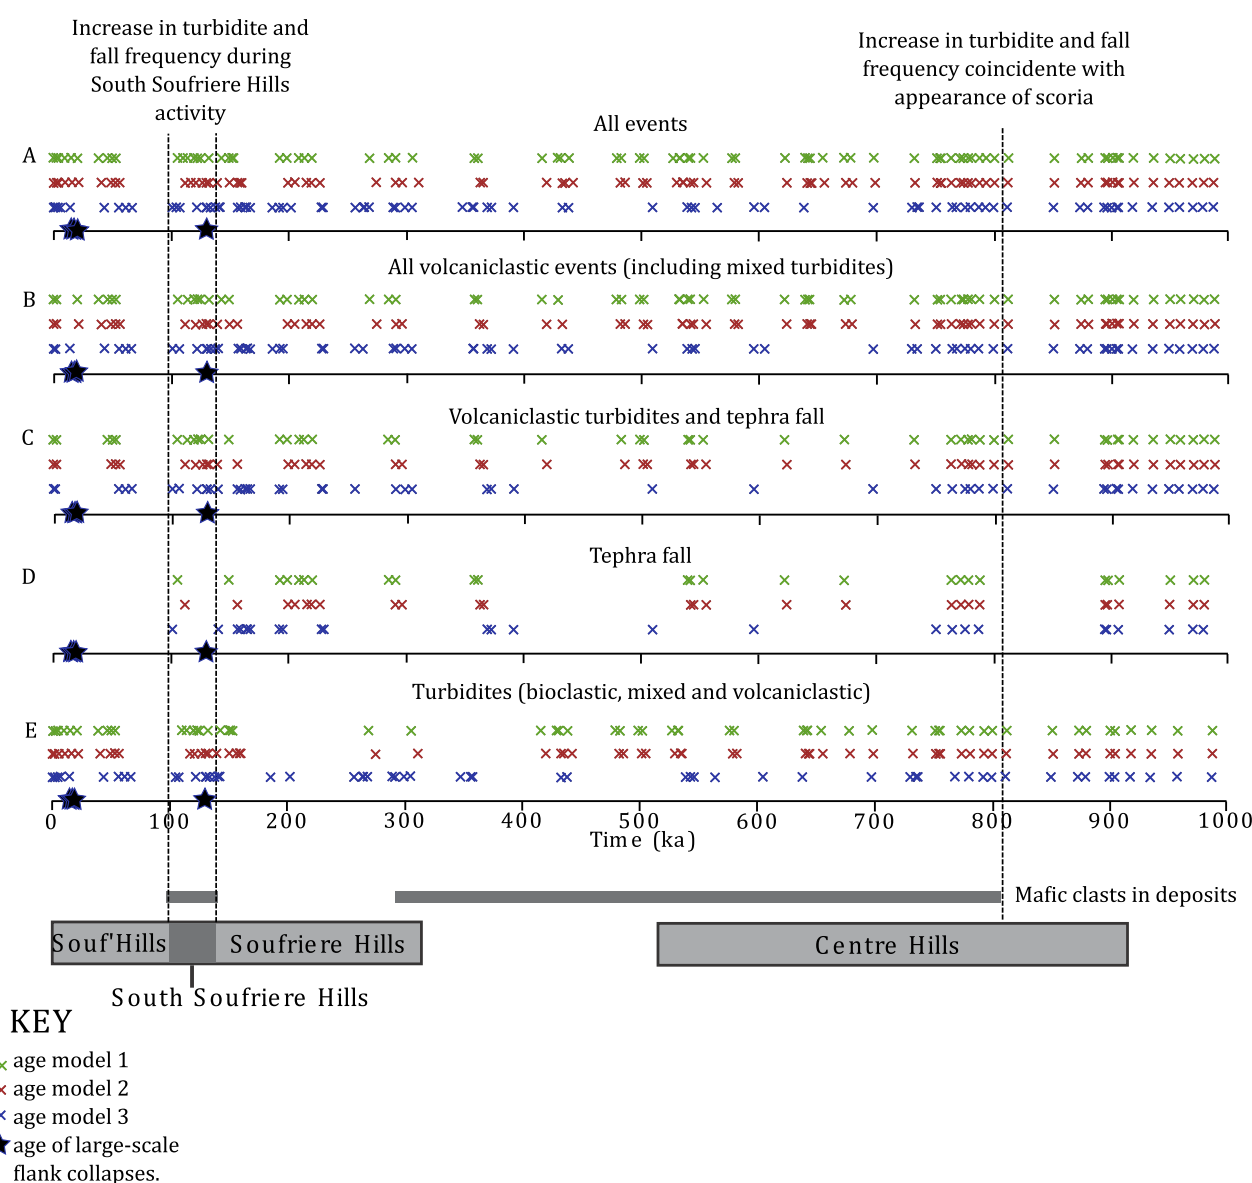 Increase in turbidite and
fall frequency during
South Soufriere Hills
activity
Increase in turbidite and fall
frequency coincidente with
appearance of scoria
All events
A
All volcaniclastic events (including mixed turbidites)
B
Volcaniclastic turbidites and tephra fall
C
Tephra fall
D
Turbidites (bioclastic, mixed and volcaniclastic)
E
0 100 200 300 400 500 600 700 800 900 1000
Time (ka)
Mafic clasts in deposits
Souf'Hills Soufriere Hills Centre Hills
South Soufriere Hills
KEY
age model 1
age model 2
age model 3
age of large-scale
flank collapses.